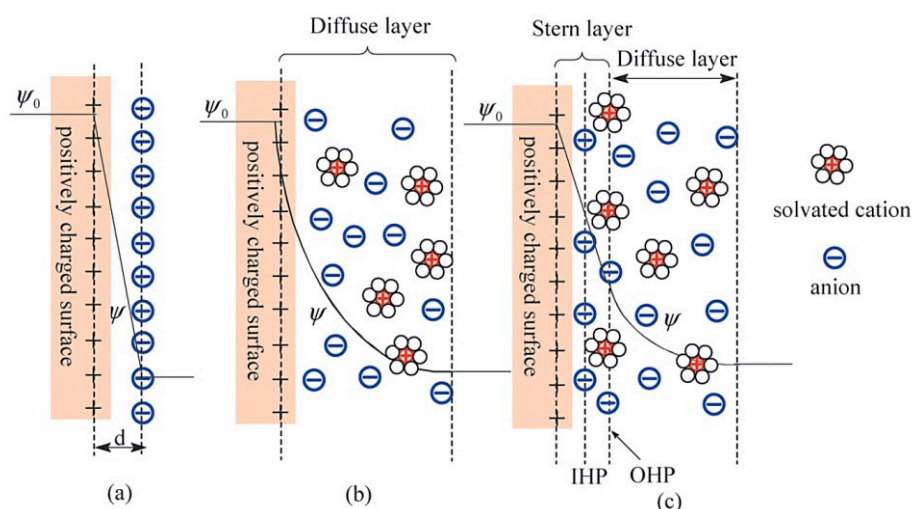 ψ₀
positively charged surface
ψ
d
(a)
Diffuse layer
ψ₀
positively charged surface
ψ
(b)
Stern layer
Diffuse layer
ψ₀
positively charged surface
ψ
IHP
OHP
(c)
solvated cation
anion